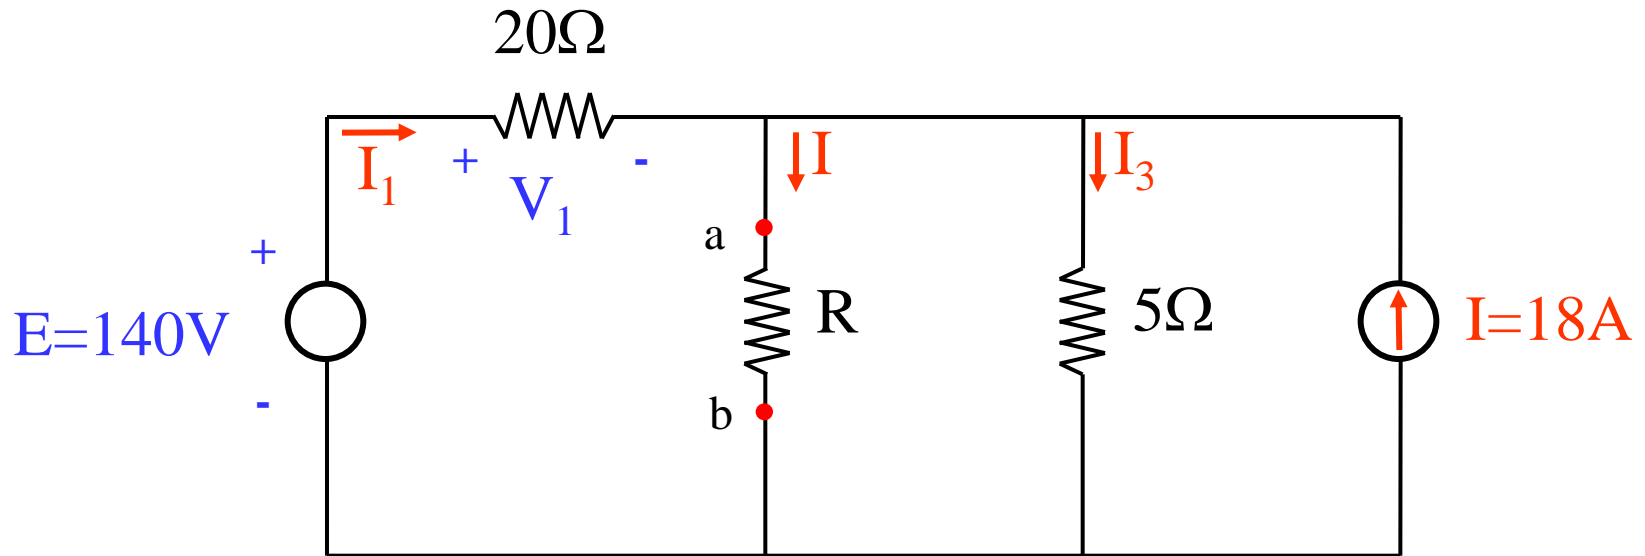 20Ω
I₁
+
-
V₁
I
I₃
a
+
E=140V
-
R
5Ω
I=18A
b